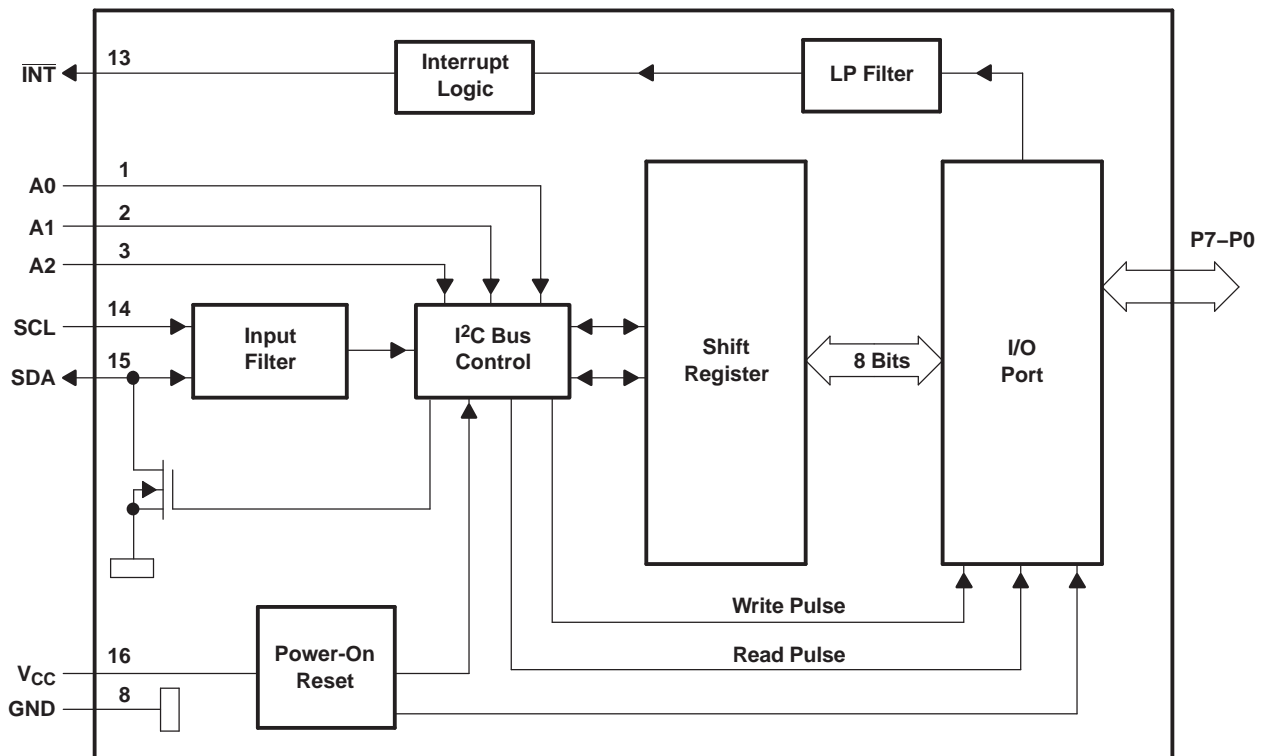 INT
13
Interrupt
Logic
LP Filter
A0
1
A1
2
A2
3
P7–P0
SCL
14
SDA
15
Input
Filter
I2C Bus
Control
Shift
Register
8 Bits
I/O
Port
Write Pulse
Read Pulse
Power-On
Reset
VCC
16
GND
8